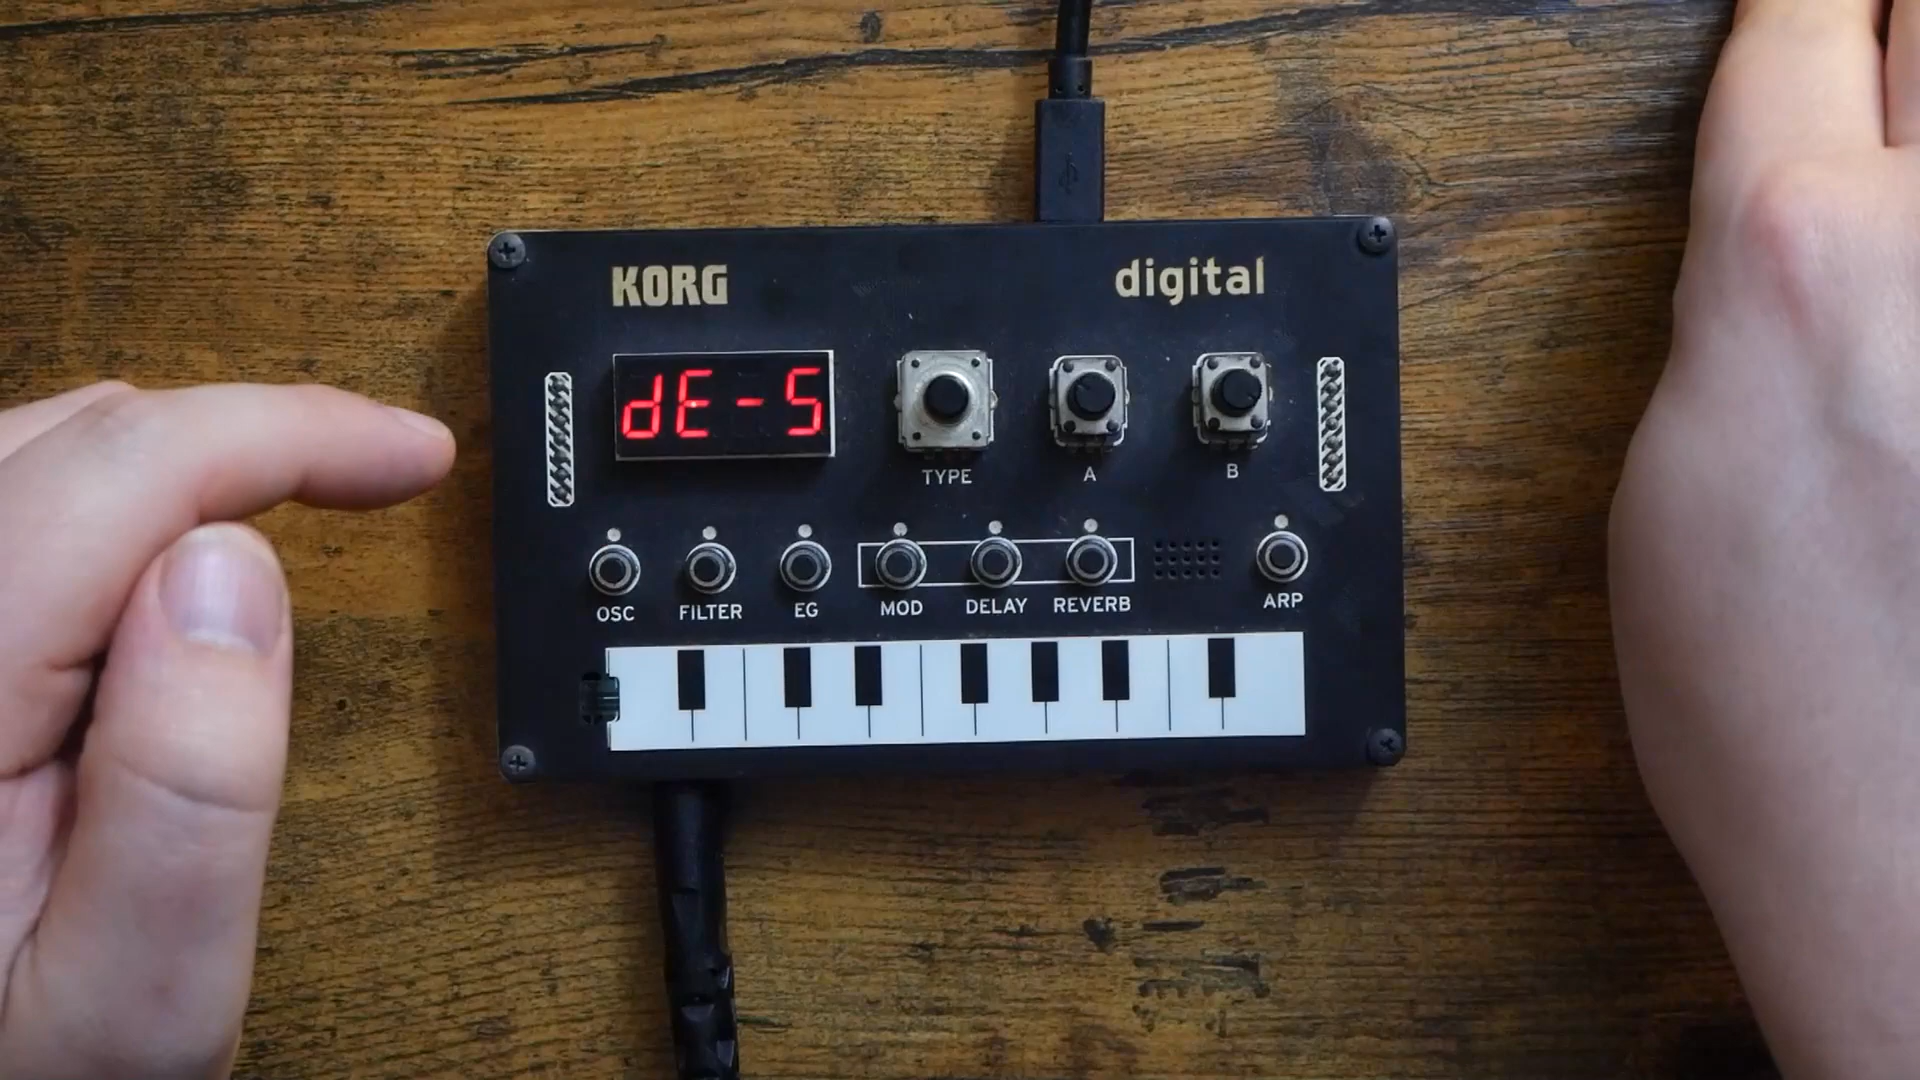 KORG
digital
dE-5
TYPE
A
B
OSC
FILTER
EG
MOD
DELAY
REVERB
ARP